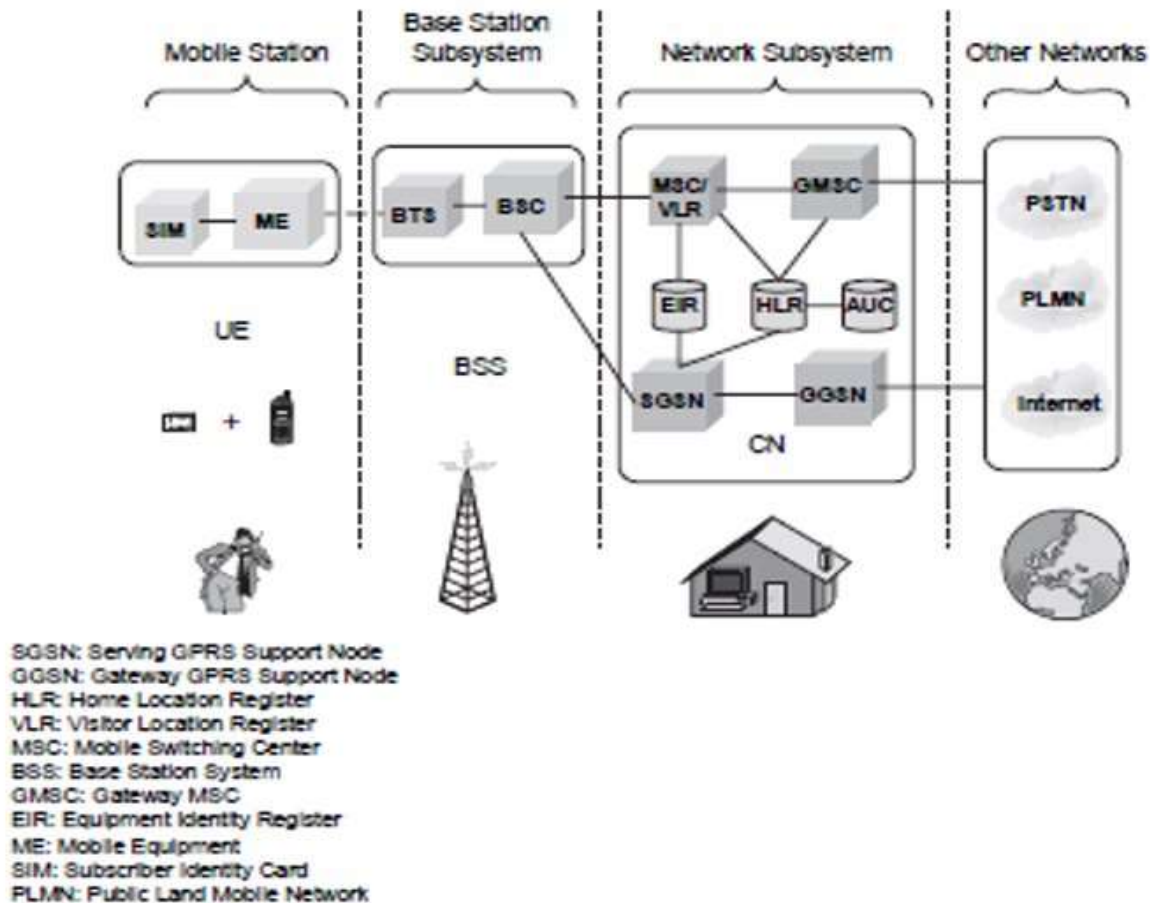 Mobile Station
Base Station
Subsystem
Network Subsystem
Other Networks
SIM
ME
BTS
BSC
MSC/
VLR
GMSC
PSTN
EIR
HLR
AUC
PLMN
UE
BSS
SGSN
GGSN
Internet
+
CN
SGSN: Serving GPRS Support Node
GGSN: Gateway GPRS Support Node
HLR: Home Location Register
VLR: Visitor Location Register
MSC: Mobile Switching Center
BSS: Base Station System
GMSC: Gateway MSC
EIR: Equipment Identity Register
ME: Mobile Equipment
SIM: Subscriber Identity Card
PLMN: Public Land Mobile Network